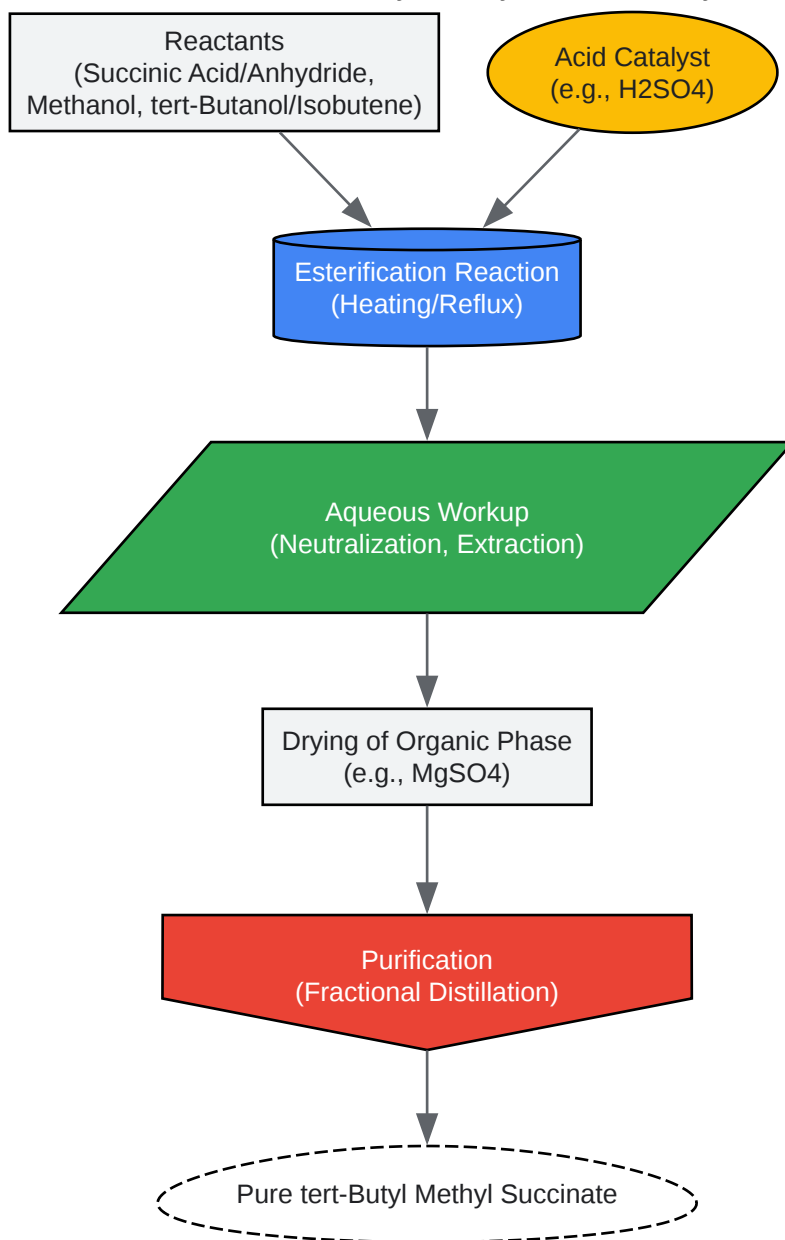 Reactants
(Succinic Acid/Anhydride,
Methanol, tert-Butanol/Isobutene)
Acid Catalyst
(e.g., H2SO4)
Esterification Reaction
(Heating/Reflux)
Aqueous Workup
(Neutralization, Extraction)
Drying of Organic Phase
(e.g., MgSO4)
Purification
(Fractional Distillation)
Pure tert-Butyl Methyl Succinate